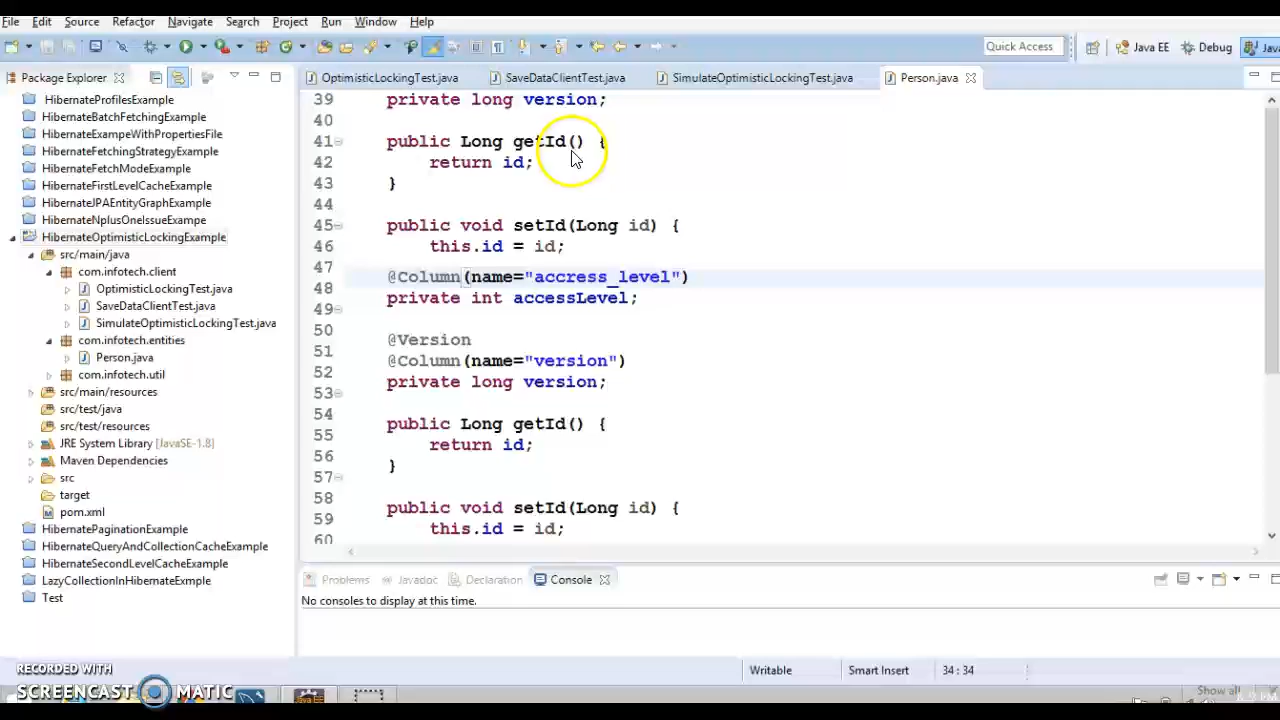 File Edit Source Refactor Navigate Search Project Run Window Help
Quick Access Java EE Debug Java
Package Explorer OptimisticLockingTest.java SaveDataClientTest.java SimulateOptimisticLockingTest.java Person.java
HibernateProfilesExample
HibernateBatchFetchingExample
HibernateExampeWithPropertiesFile
HibernateFetchingStrategyExample
HibernateFetchModeExample
HibernateFirstLevelCacheExample
HibernateJPAEntityGraphExample
HibernateNplusOneIssueExampe
HibernateOptimisticLockingExample
src/main/java
com.infotech.client
OptimisticLockingTest.java
SaveDataClientTest.java
SimulateOptimisticLockingTest.java
com.infotech.entities
Person.java
com.infotech.util
src/main/resources
src/test/java
src/test/resources
JRE System Library [JavaSE-1.8]
Maven Dependencies
src
target
pom.xml
HibernatePaginationExample
HibernateQueryAndCollectionCacheExample
HibernateSecondLevelCacheExample
LazyCollectionInHibernateExmple
Test
39 private long version;
40
41 public Long getId() {
42 return id;
43 }
44
45 public void setId(Long id) {
46 this.id = id;
47 @Column(name="accress_level")
48 private int accessLevel;
49
50 @Version
51 @Column(name="version")
52 private long version;
53
54 public Long getId() {
55 return id;
56 }
57
58 public void setId(Long id) {
59 this.id = id;
60
Problems Javadoc Declaration Console
No consoles to display at this time.
Writable Smart Insert 34 : 34
RECORDED WITH
SCREENCAST MATIC
Show all